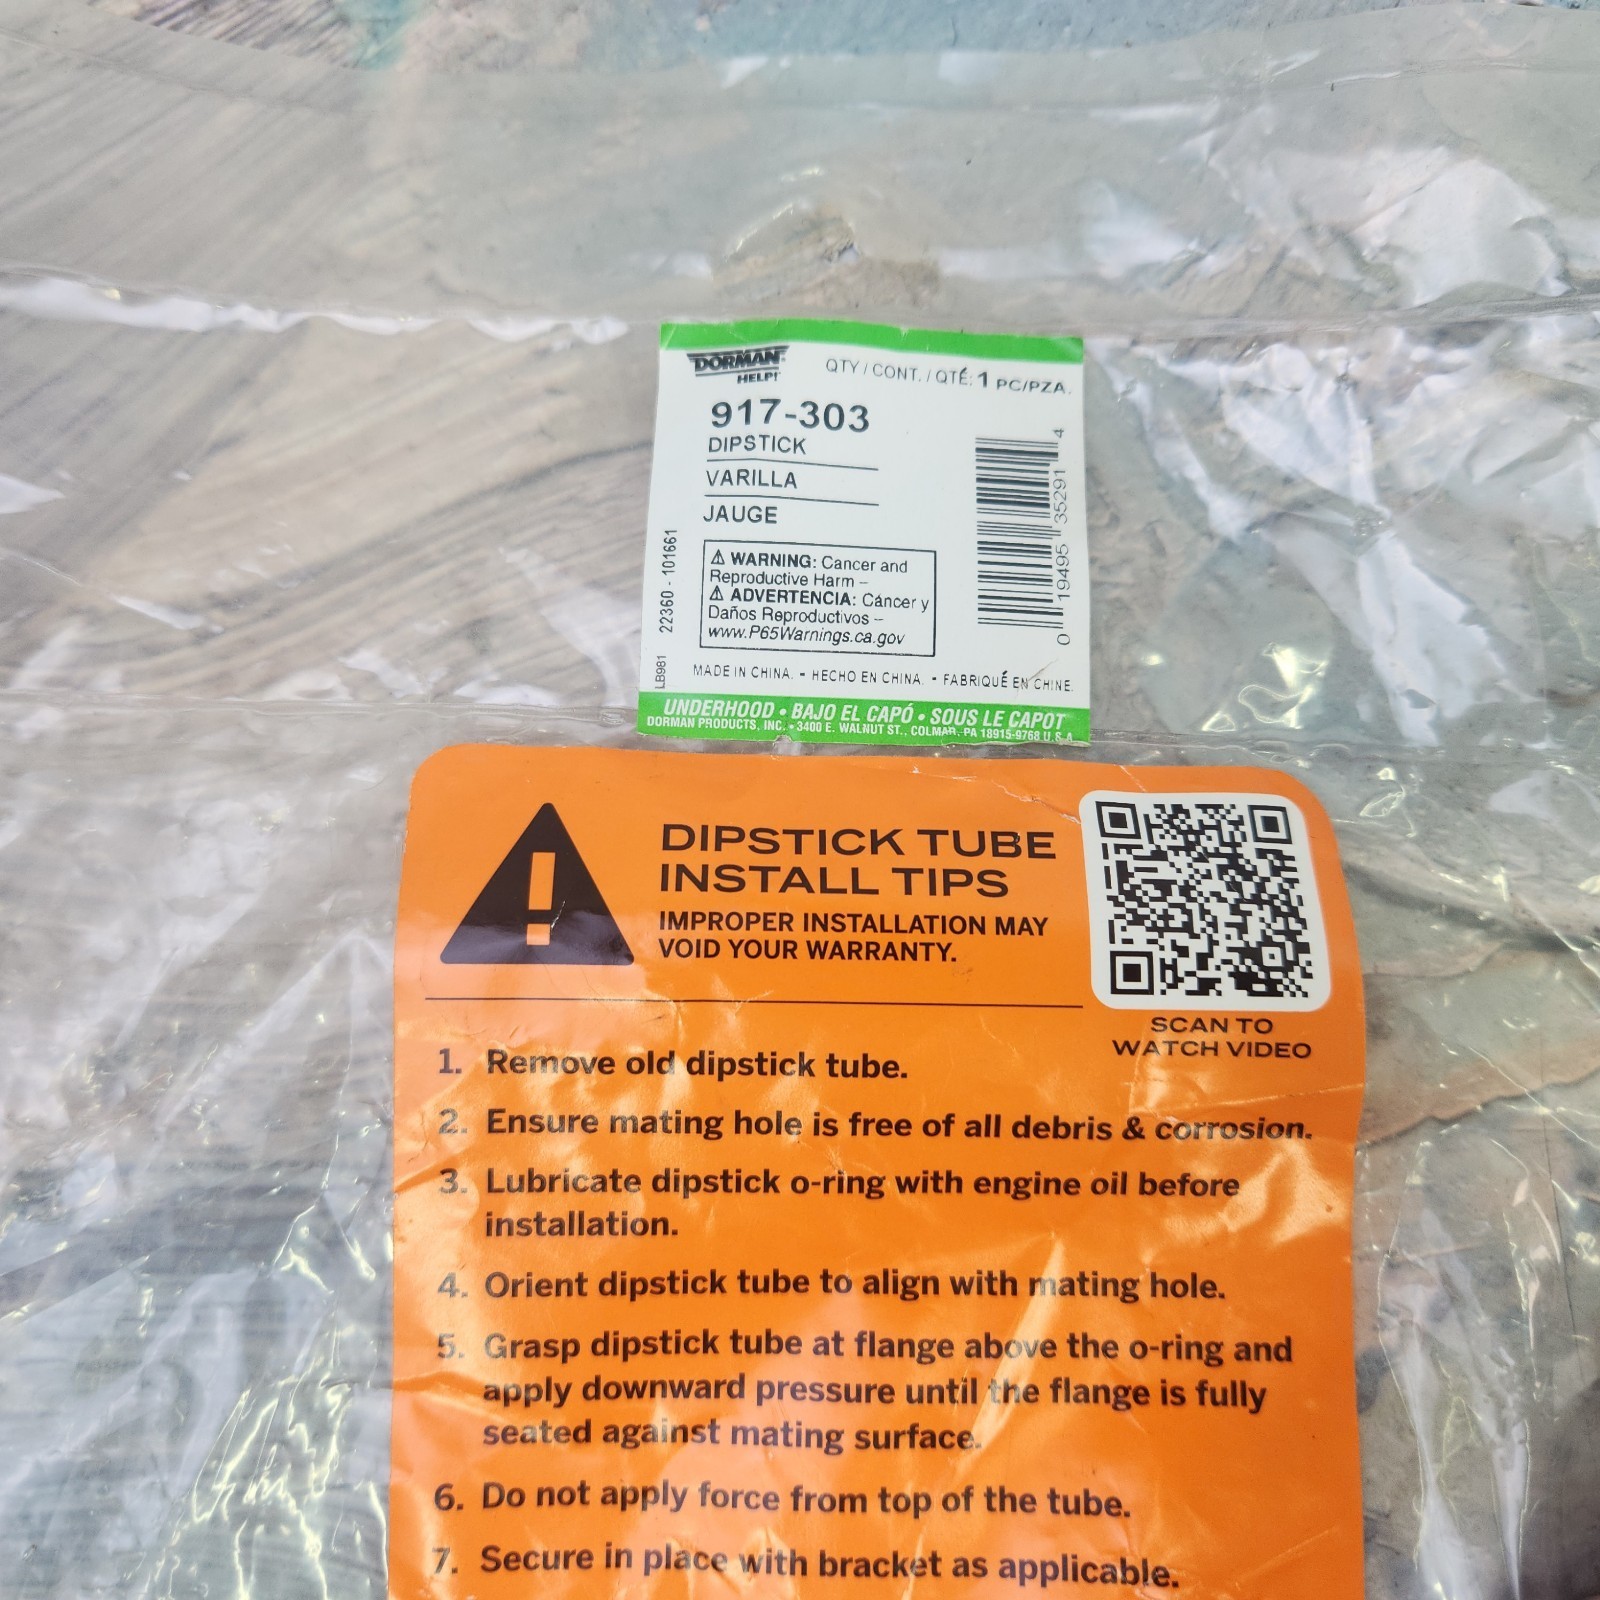 DORMAN
HELP!
QTY / CONT. / QTÉ: 1 PC/PZA.
917-303
DIPSTICK
VARILLA
JAUGE
⚠ WARNING: Cancer and
Reproductive Harm –
⚠ ADVERTENCIA: Cáncer y
Daños Reproductivos –
www.P65Warnings.ca.gov
LB981 22360 - 101661
0 19495 35291 4
MADE IN CHINA. - HECHO EN CHINA. - FABRIQUÉ EN CHINE.
UNDERHOOD • BAJO EL CAPÓ • SOUS LE CAPOT
DORMAN PRODUCTS, INC. • 3400 E. WALNUT ST., COLMAR, PA 18915-9768 U.S.A.
DIPSTICK TUBE
INSTALL TIPS
IMPROPER INSTALLATION MAY
VOID YOUR WARRANTY.
SCAN TO
WATCH VIDEO
1. Remove old dipstick tube.
2. Ensure mating hole is free of all debris & corrosion.
3. Lubricate dipstick o-ring with engine oil before
installation.
4. Orient dipstick tube to align with mating hole.
5. Grasp dipstick tube at flange above the o-ring and
apply downward pressure until the flange is fully
seated against mating surface.
6. Do not apply force from top of the tube.
7. Secure in place with bracket as applicable.